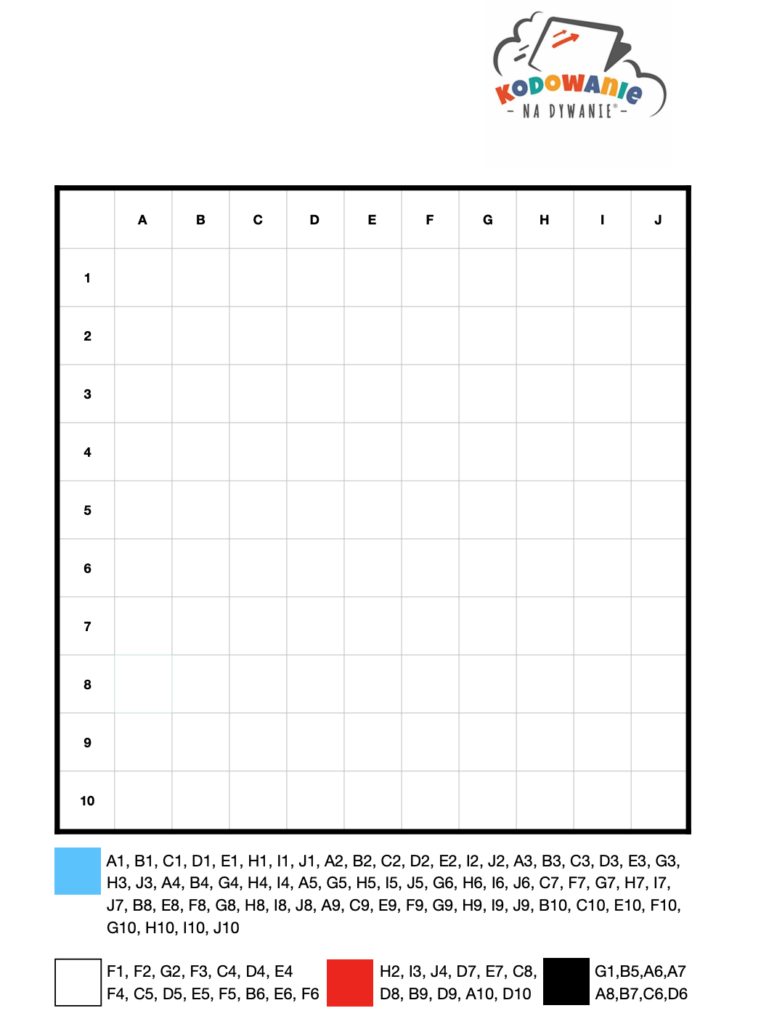 KODOWANIE
– NA DYWANIE® –
A B C D E F G H I J
1
2
3
4
5
6
7
8
9
10
A1, B1, C1, D1, E1, H1, I1, J1, A2, B2, C2, D2, E2, I2, J2, A3, B3, C3, D3, E3, G3,
H3, J3, A4, B4, G4, H4, I4, A5, G5, H5, I5, J5, G6, H6, I6, J6, C7, F7, G7, H7, I7,
J7, B8, E8, F8, G8, H8, I8, J8, A9, C9, E9, F9, G9, H9, I9, J9, B10, C10, E10, F10,
G10, H10, I10, J10
F1, F2, G2, F3, C4, D4, E4
F4, C5, D5, E5, F5, B6, E6, F6
H2, I3, J4, D7, E7, C8,
D8, B9, D9, A10, D10
G1,B5,A6,A7
A8,B7,C6,D6